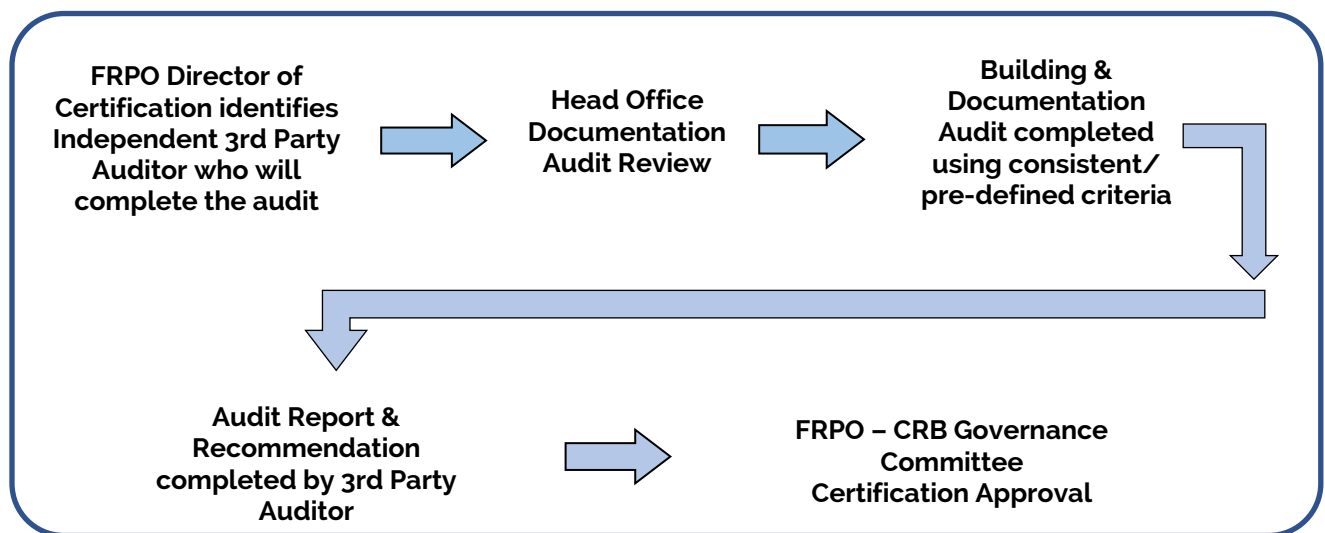 FRPO Director of
Certification identifies
Independent 3rd Party
Auditor who will
complete the audit
Head Office
Documentation
Audit Review
Building &
Documentation
Audit completed
using consistent/
pre-defined criteria
Audit Report &
Recommendation
completed by 3rd Party
Auditor
FRPO – CRB Governance
Committee
Certification Approval